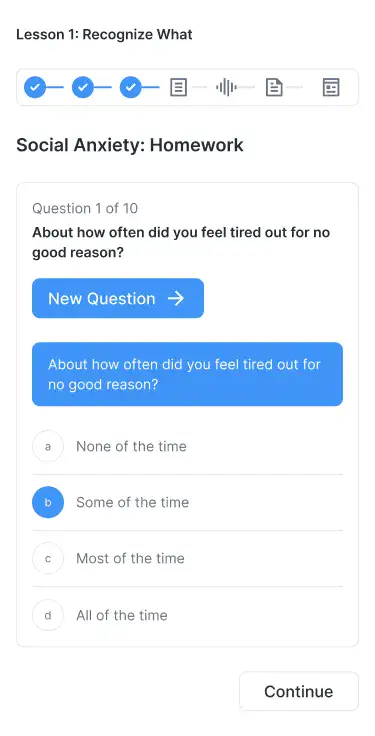 Lesson 1: Recognize What
Social Anxiety: Homework
Question 1 of 10
About how often did you feel tired out for no
good reason?
New Question
About how often did you feel tired out for
no good reason?
a None of the time
b Some of the time
c Most of the time
d All of the time
Continue